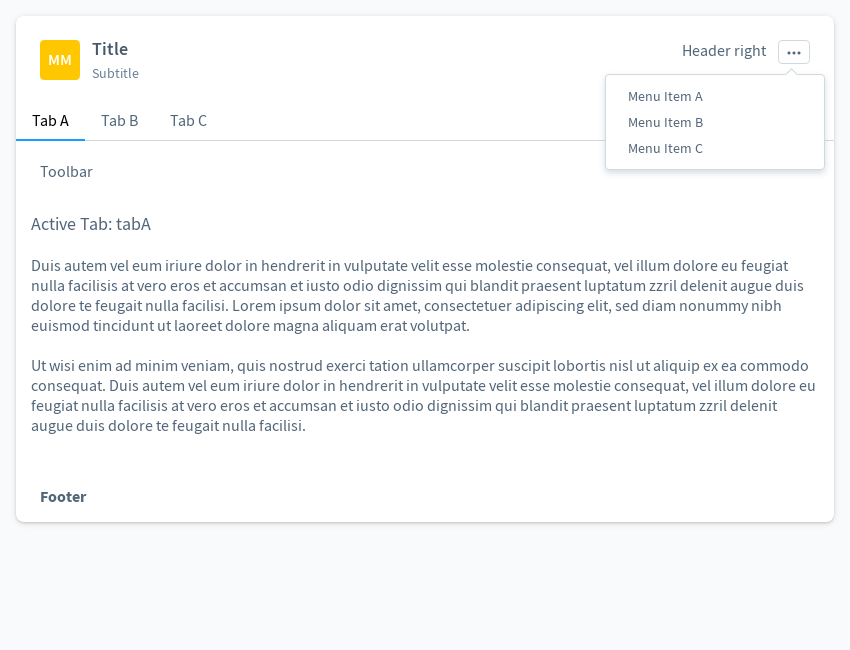 MM
Title
Subtitle
Header right
Menu Item A
Menu Item B
Menu Item C
Tab A
Tab B
Tab C
Toolbar
Active Tab: tabA
Duis autem vel eum iriure dolor in hendrerit in vulputate velit esse molestie consequat, vel illum dolore eu feugiat
nulla facilisis at vero eros et accumsan et iusto odio dignissim qui blandit praesent luptatum zzril delenit augue duis
dolore te feugait nulla facilisi. Lorem ipsum dolor sit amet, consectetuer adipiscing elit, sed diam nonummy nibh
euismod tincidunt ut laoreet dolore magna aliquam erat volutpat.
Ut wisi enim ad minim veniam, quis nostrud exerci tation ullamcorper suscipit lobortis nisl ut aliquip ex ea commodo
consequat. Duis autem vel eum iriure dolor in hendrerit in vulputate velit esse molestie consequat, vel illum dolore eu
feugiat nulla facilisis at vero eros et accumsan et iusto odio dignissim qui blandit praesent luptatum zzril delenit
augue duis dolore te feugait nulla facilisi.
Footer